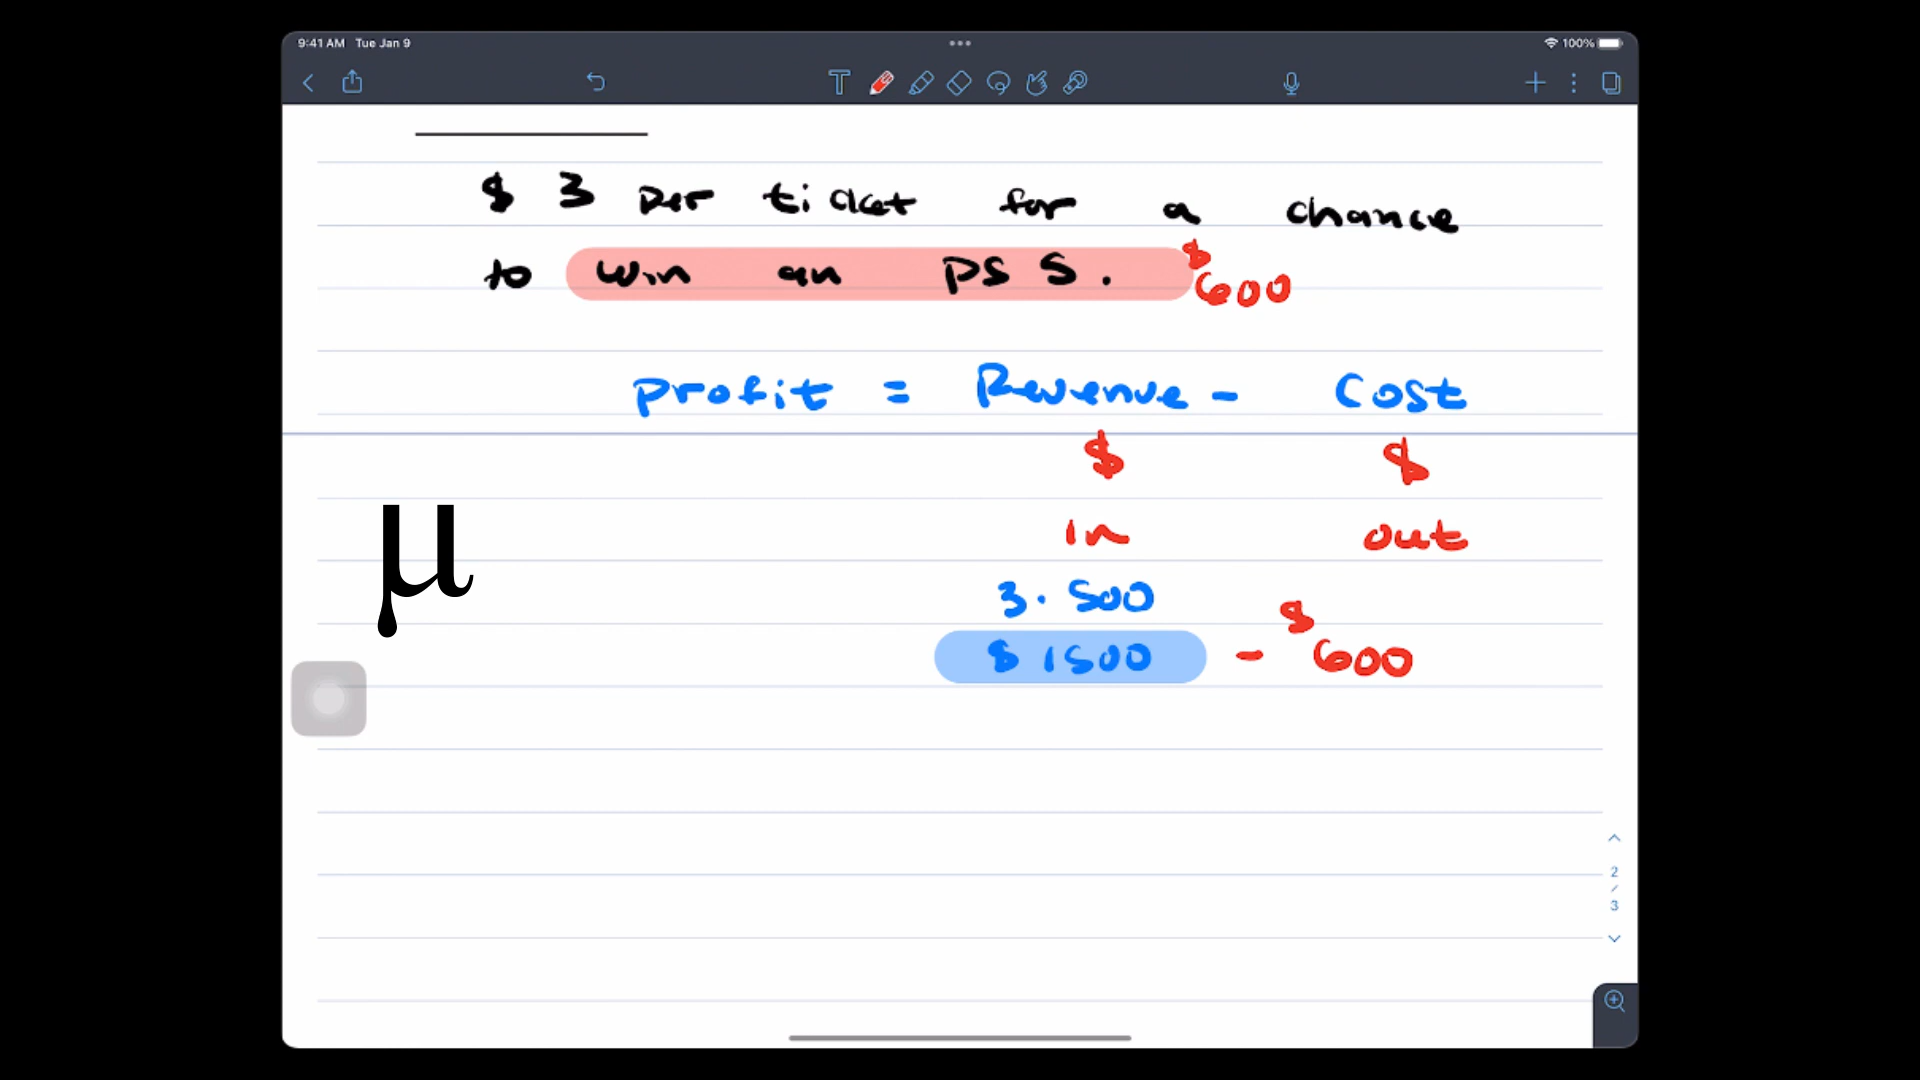 9:41 AM Tue Jan 9
100%
$ 3 per ticket for a chance
to win an PS 5. $600
profit = Revenue - Cost
$ $
in out
μ
3 · 500
$ 1500 - $600
2
/
3